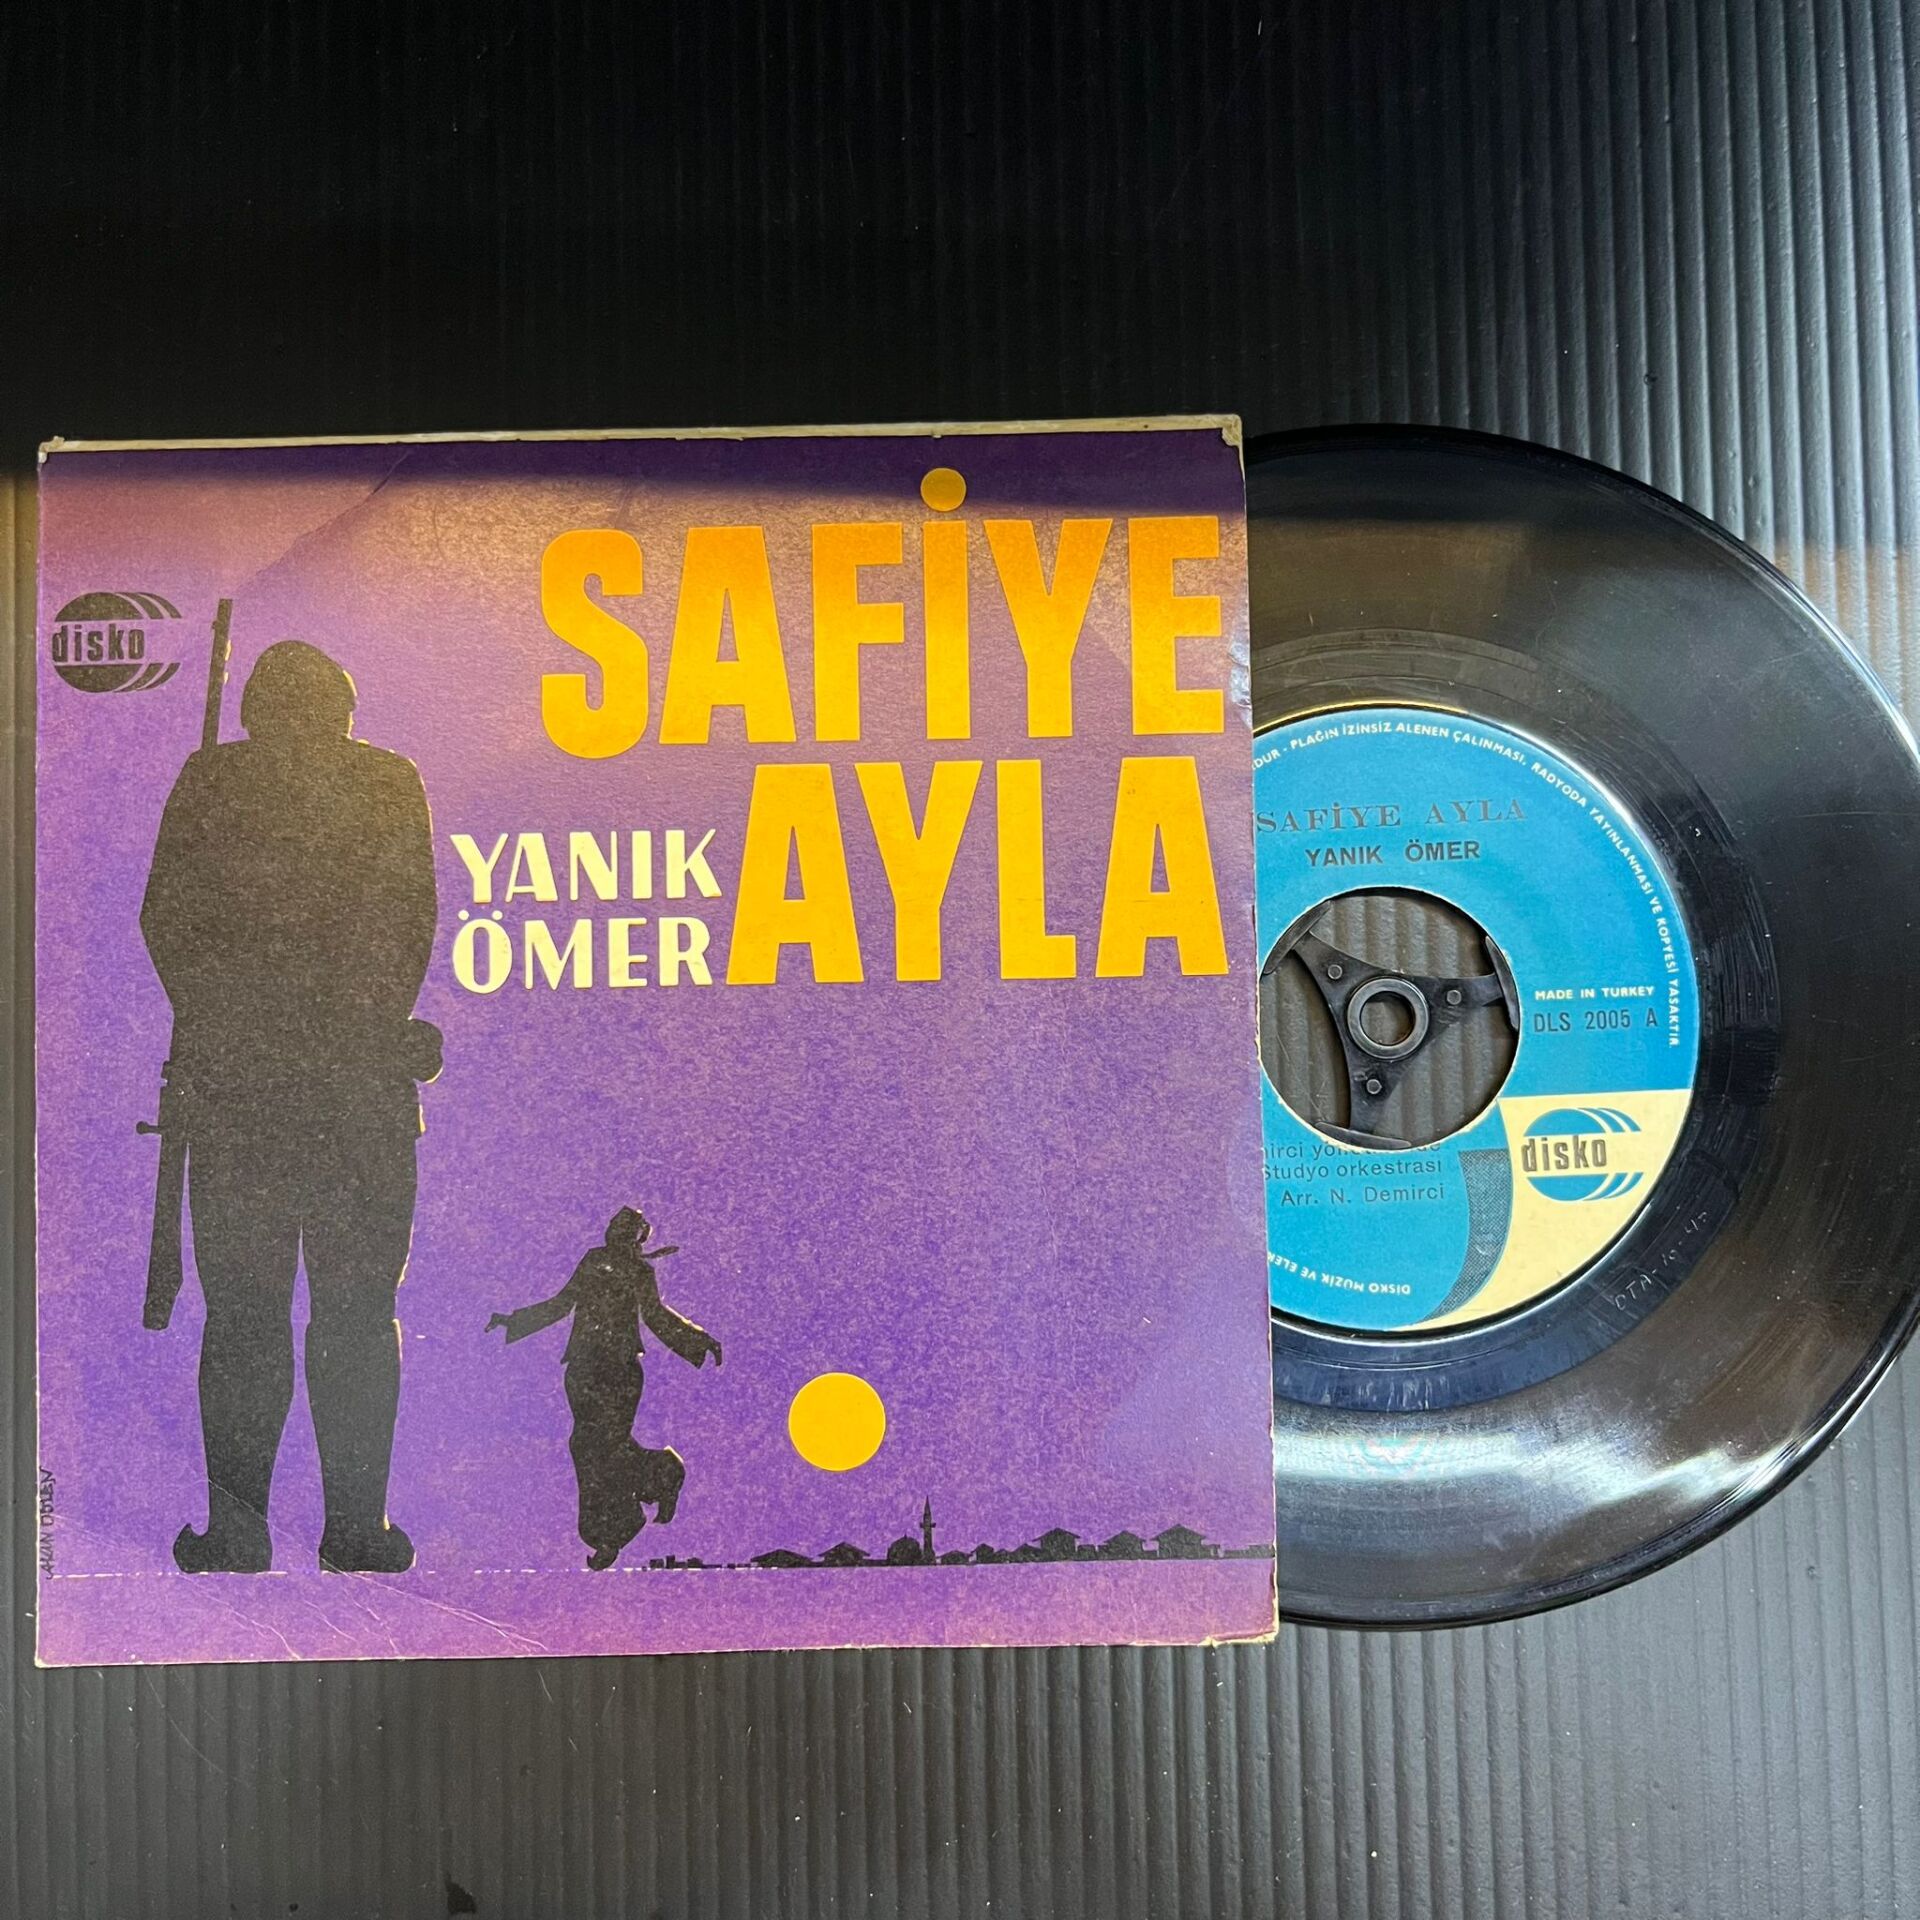 disko
SAFİYE
AYLA
YANIK
ÖMER
PLAĞIN İZİNSİZ ALENEN ÇALINMASI, RADYODA YAYINLANMASI VE KOPYESİ YASAKTIR.
SAFİYE AYLA
YANIK ÖMER
MADE IN TURKEY
DLS 2005 A
disko
Studyo orkestrası
Arr. N. Demirci
DISKO MUZİK VE